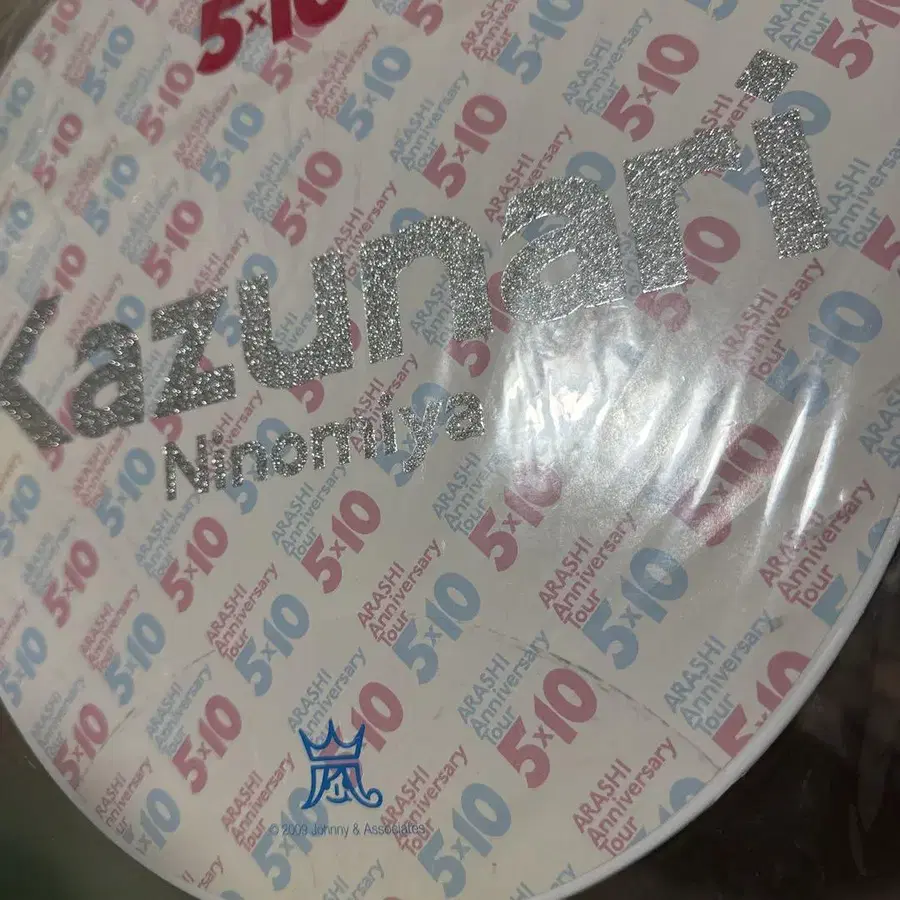 5×10
Kazunari
Ninomiya
ARASHI
Anniversary
Tour
5×10
© 2009 Johnny & Associates